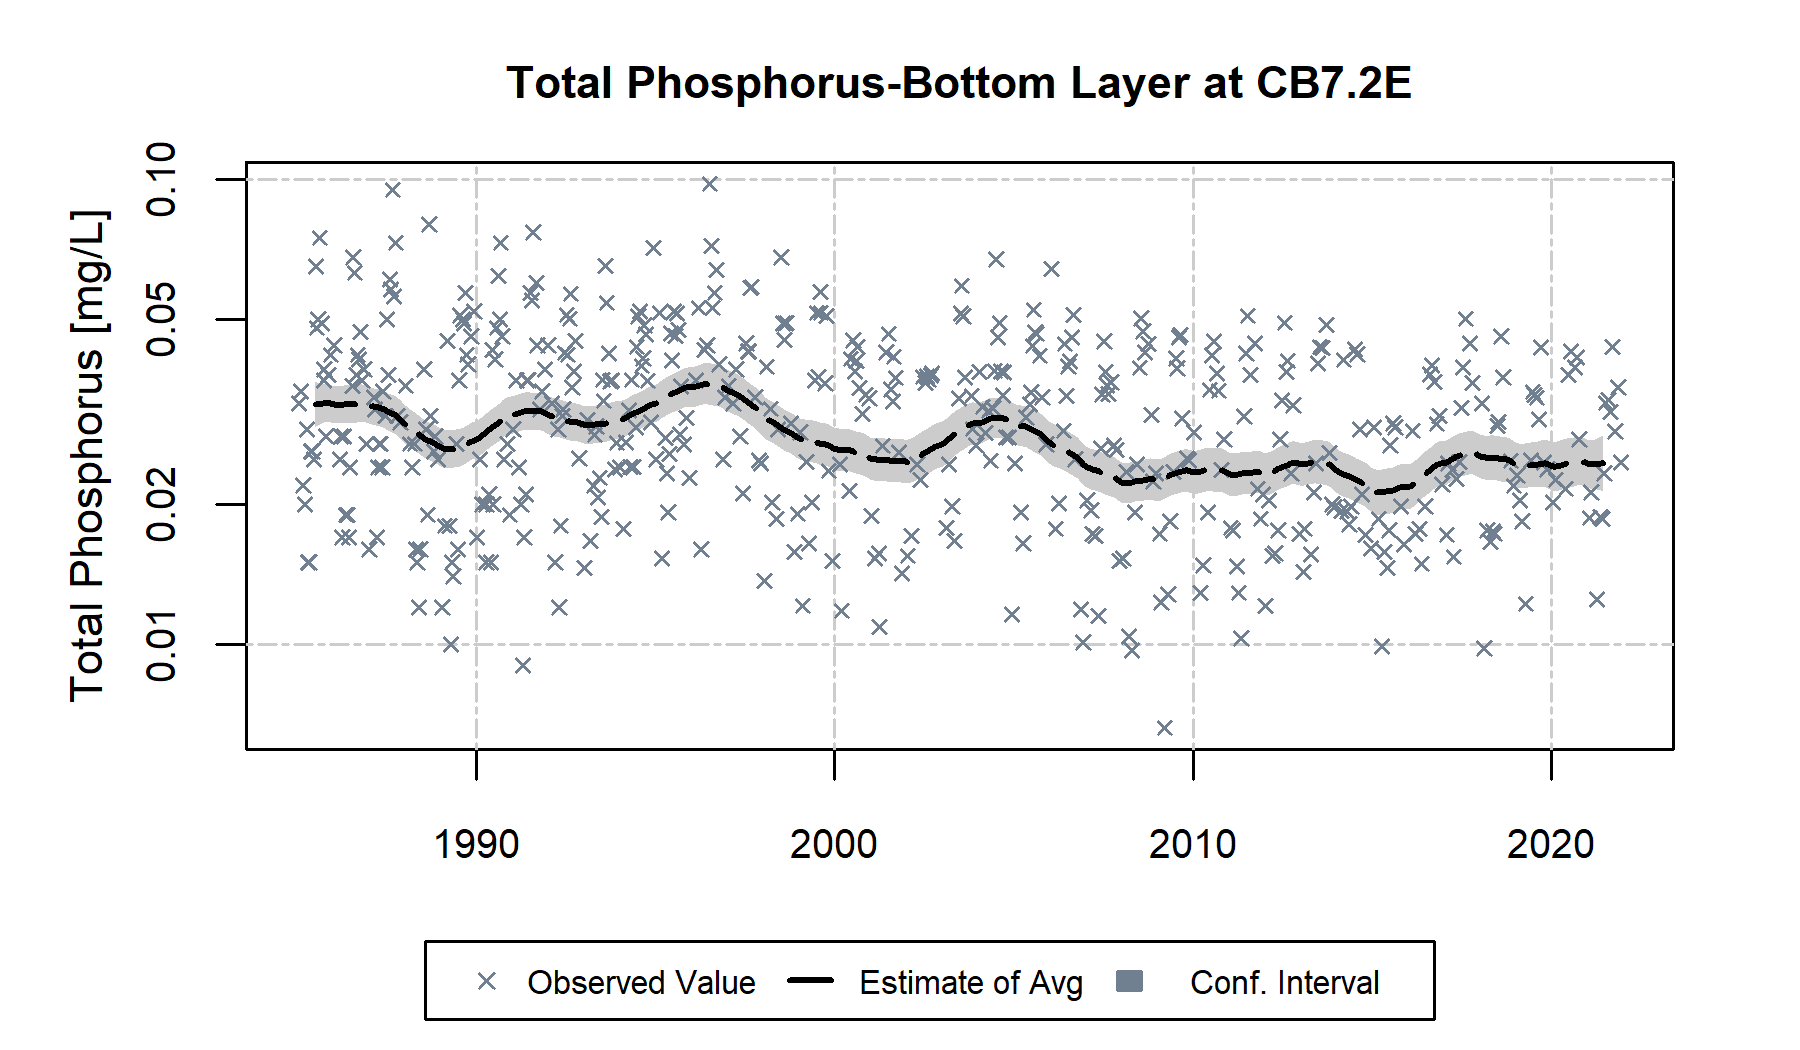 Total Phosphorus-Bottom Layer at CB7.2E
Total Phosphorus [mg/L]
0.10
0.05
0.02
0.01
1990 2000 2010 2020
Observed Value Estimate of Avg Conf. Interval